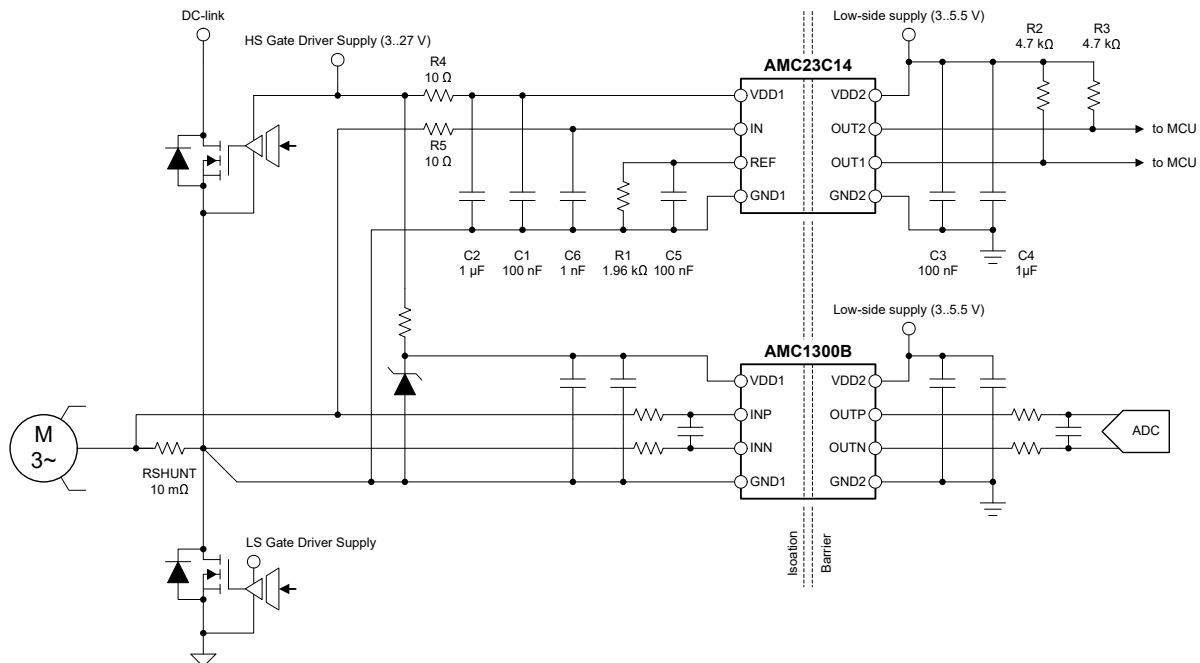 DC-link
HS Gate Driver Supply (3..27 V)
Low-side supply (3..5.5 V)
R2
4.7 kΩ
R3
4.7 kΩ
R4
10 Ω
AMC23C14
VDD1
VDD2
IN
OUT2
to MCU
R5
10 Ω
REF
OUT1
to MCU
GND1
GND2
C2
1 µF
C1
100 nF
C6
1 nF
R1
1.96 kΩ
C5
100 nF
C3
100 nF
C4
1µF
Low-side supply (3..5.5 V)
AMC1300B
VDD1
VDD2
INP
OUTP
M
3~
ADC
INN
OUTN
RSHUNT
10 mΩ
GND1
GND2
LS Gate Driver Supply
Isoation
Barrier